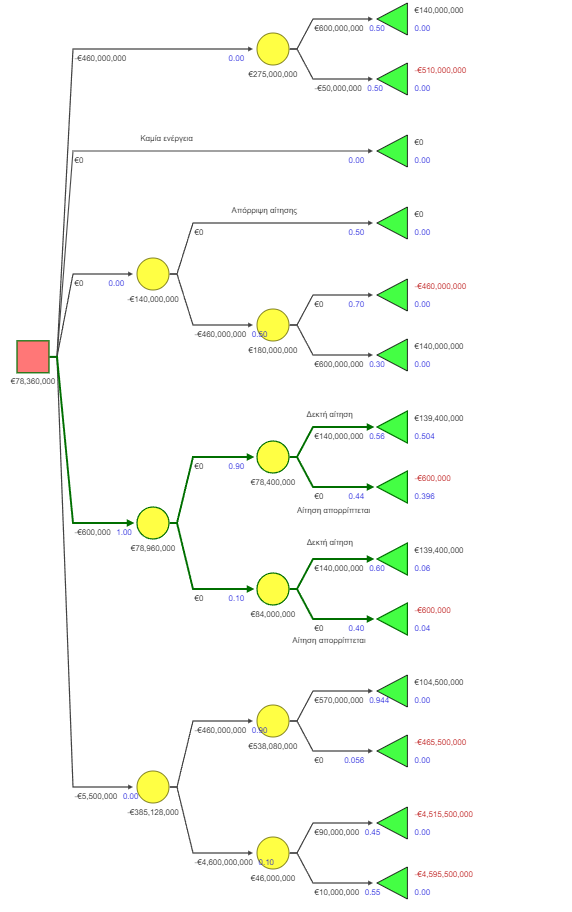 €140,000,000
€600,000,000 0.50 0.00
-€460,000,000 0.00
€275,000,000 -€510,000,000
-€50,000,000 0.50 0.00
Καμία ενέργεια
€0
€0 0.00 0.00
Απόρριψη αίτησης
€0
€0 0.50 0.00
€0 0.00
-€140,000,000 -€460,000,000
€0 0.70 0.00
-€460,000,000 0.50
€180,000,000 €140,000,000
€600,000,000 0.30 0.00
€78,360,000
Δεκτή αίτηση
€139,400,000
€140,000,000 0.56 0.504
€0 0.90
€78,400,000 -€600,000
€0 0.44 0.396
Αίτηση απορρίπτεται
-€600,000 1.00
€78,960,000
Δεκτή αίτηση
€139,400,000
€140,000,000 0.60 0.06
€0 0.10
€84,000,000 -€600,000
€0 0.40 0.04
Αίτηση απορρίπτεται
€104,500,000
€570,000,000 0.944 0.00
-€460,000,000 0.90
€538,080,000 -€465,500,000
€0 0.056 0.00
-€5,500,000 0.00
-€385,128,000
-€4,515,500,000
€90,000,000 0.45 0.00
-€4,600,000,000 0.10
€46,000,000 -€4,595,500,000
€10,000,000 0.55 0.00